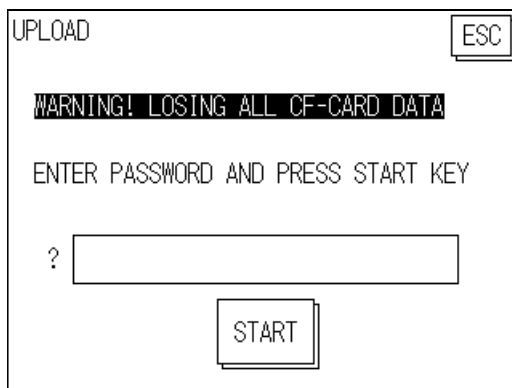 UPLOAD
ESC
WARNING! LOSING ALL CF-CARD DATA
ENTER PASSWORD AND PRESS START KEY
?
START